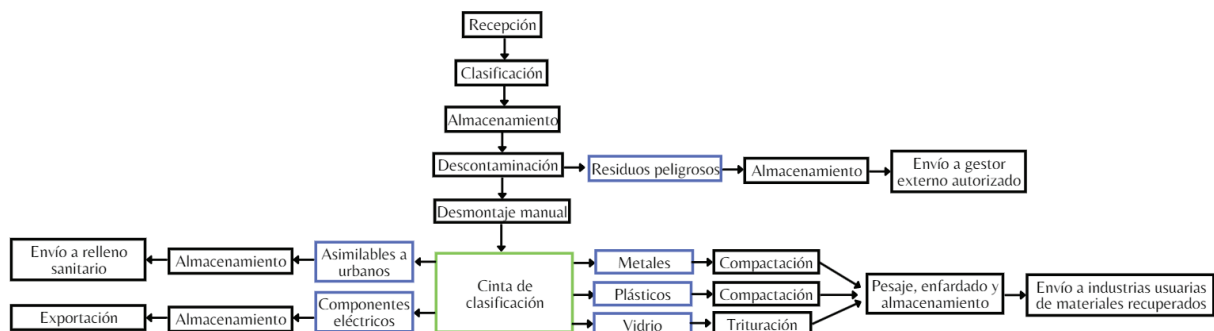 Recepción
Clasificación
Almacenamiento
Descontaminación
Residuos peligrosos
Almacenamiento
Envío a gestor
externo autorizado
Desmontaje manual
Envío a relleno
sanitario
Almacenamiento
Asimilables a
urbanos
Cinta de
clasificación
Metales
Compactación
Plásticos
Compactación
Pesaje, enfardado y
almacenamiento
Envío a industrias usuarias
de materiales recuperados
Exportación
Almacenamiento
Componentes
eléctricos
Vidrio
Trituración